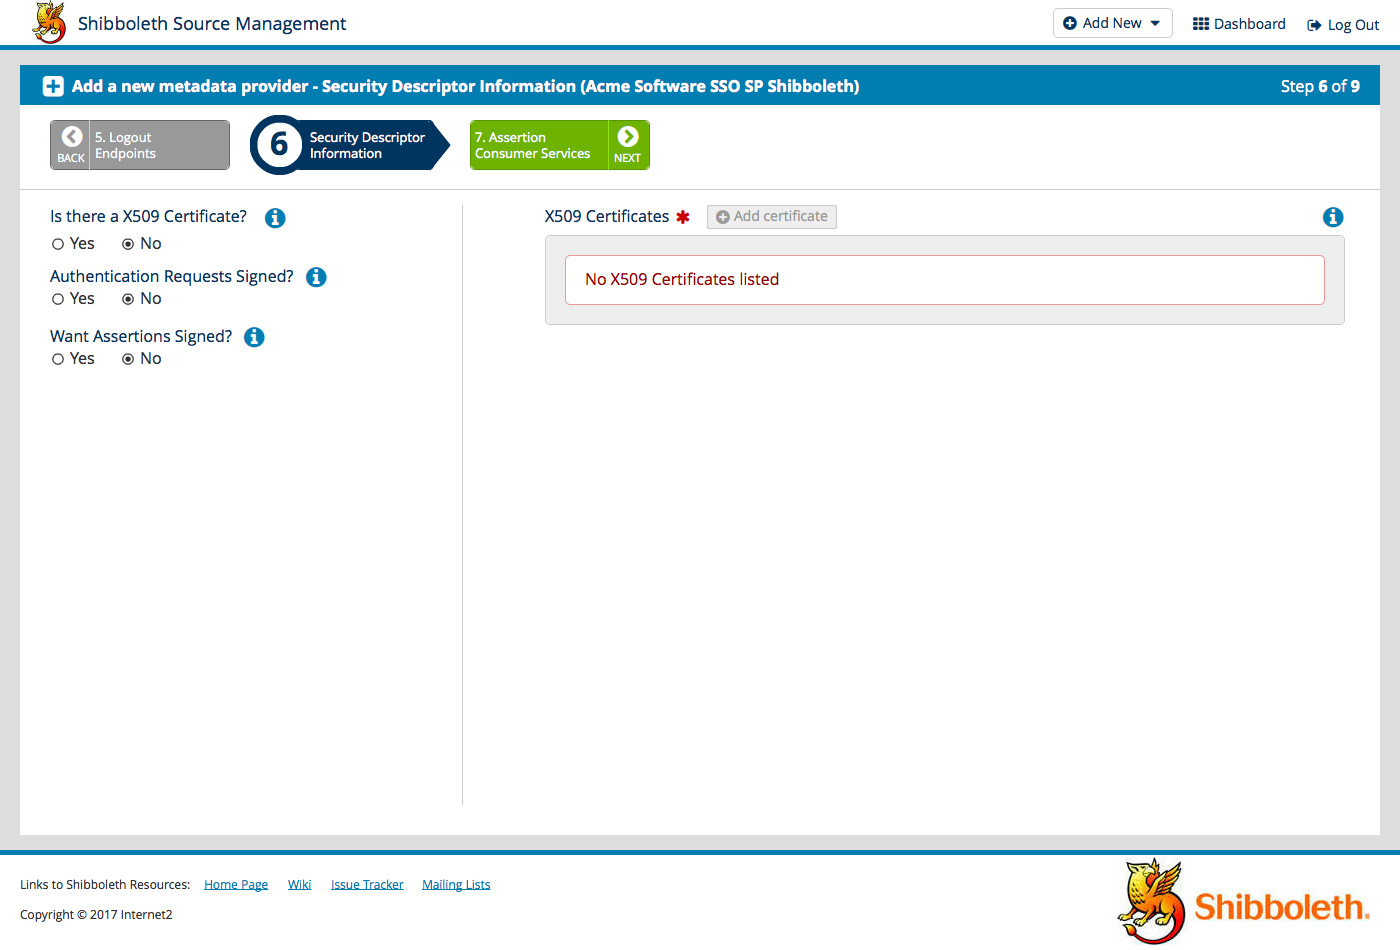 Shibboleth Source Management
Add New
Dashboard
Log Out
Add a new metadata provider - Security Descriptor Information (Acme Software SSO SP Shibboleth)
Step 6 of 9
BACK
5. Logout
Endpoints
6
Security Descriptor
Information
7. Assertion
Consumer Services
NEXT
Is there a X509 Certificate?
Yes No
Authentication Requests Signed?
Yes No
Want Assertions Signed?
Yes No
X509 Certificates * Add certificate
No X509 Certificates listed
Links to Shibboleth Resources: Home Page Wiki Issue Tracker Mailing Lists
Copyright © 2017 Internet2
Shibboleth.